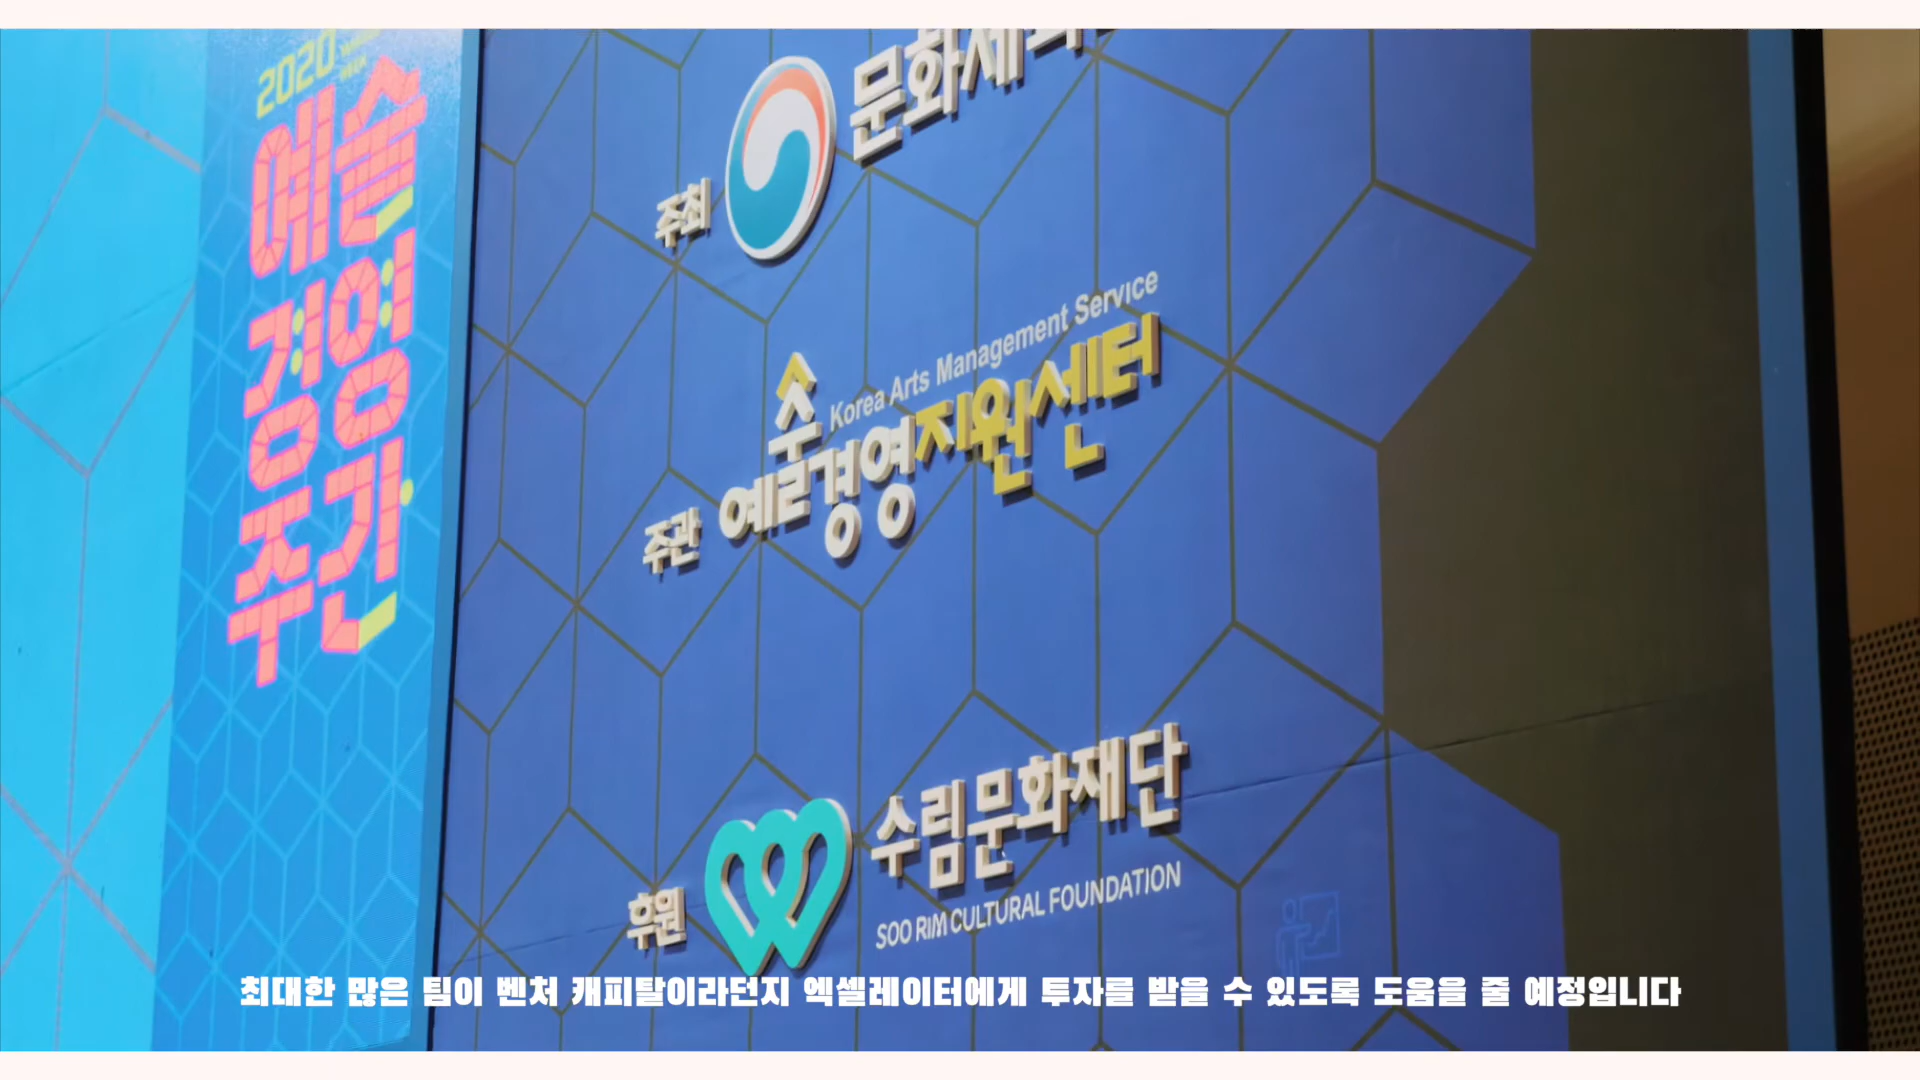 2020
예술
경영
주간
주최
문화체
Korea Arts Management Service
주관
예술경영지원센터
후원
수림문화재단
SOO RIM CULTURAL FOUNDATION
최대한 많은 팀이 벤처 캐피탈이라던지 엑셀레이터에게 투자를 받을 수 있도록 도움을 줄 예정입니다